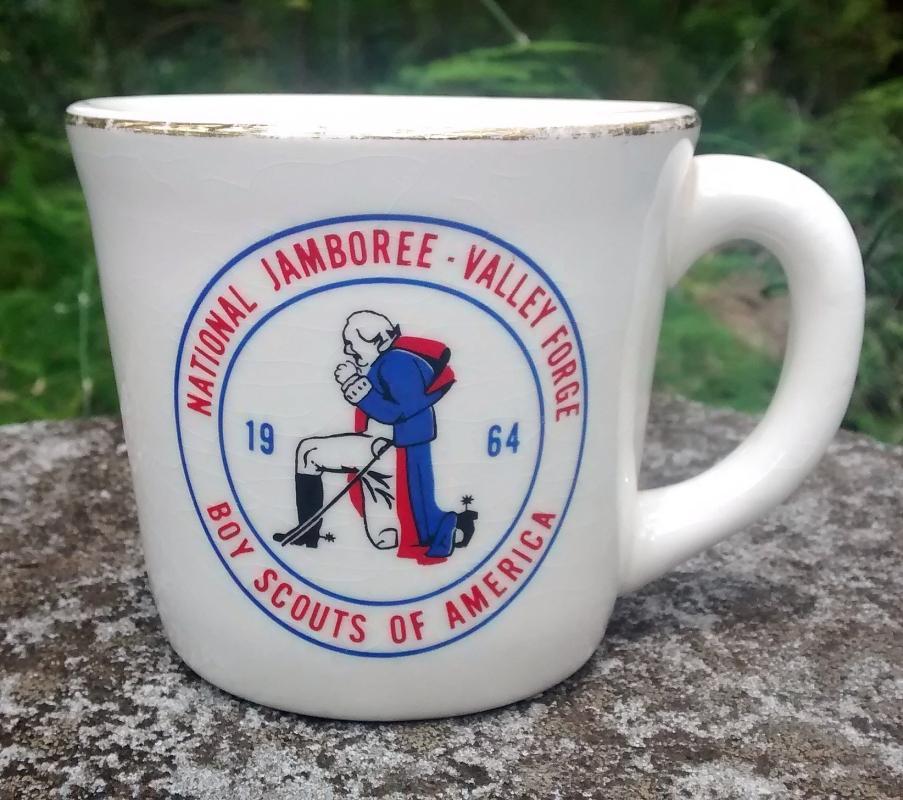 NATIONAL JAMBOREE - VALLEY FORGE
19 64
BOY SCOUTS OF AMERICA